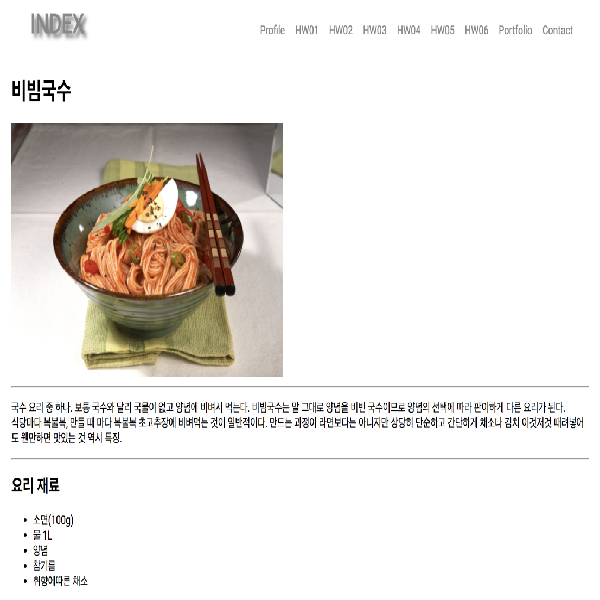 INDEX
Profile HW01 HW02 HW03 HW04 HW05 HW06 Portfolio Contact
비빔국수
국수 요리 중 하나. 보통 국수와 달리 국물이 없고 양념에 비벼서 먹는다. 비빔국수는 말 그대로 양념을 비빈 국수이므로 양념의 선택에 따라 판이하게 다른 요리가 된다.
식당마다 복불복, 만들 때 마다 복불복 초고추장에 비벼먹는 것이 일반적이다. 만드는 과정이 라면보다는 아니지만 상당히 단순하고 간단하게 채소나 김치 이것저것 때려넣어
도 웬만하면 맛있는 것 역시 특징.
요리 재료
소면(100g)
물 1L
양념
참기름
취향에따른 채소